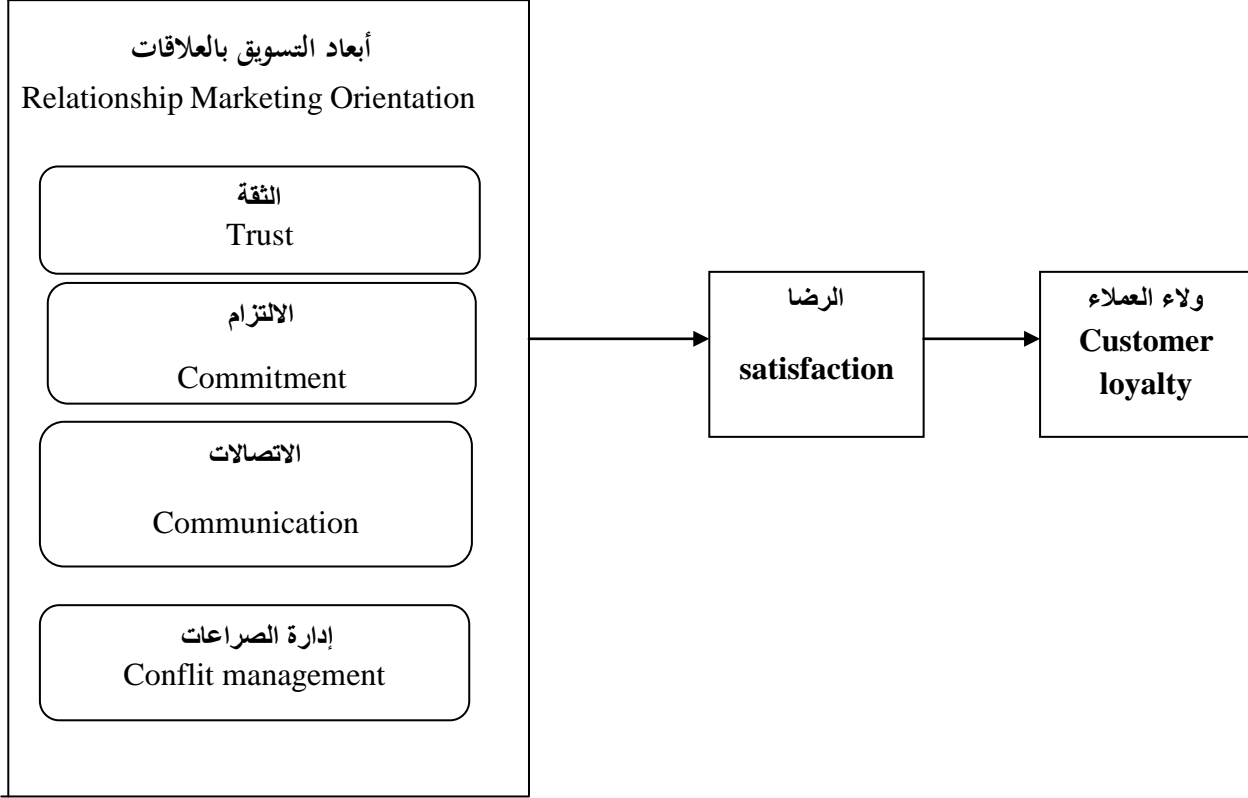 أبعاد التسويق بالعلاقات
Relationship Marketing Orientation
الثقة
Trust
الالتزام
Commitment
الاتصالات
Communication
إدارة الصراعات
Conflit management
الرضا
satisfaction
ولاء العملاء
Customer
loyalty